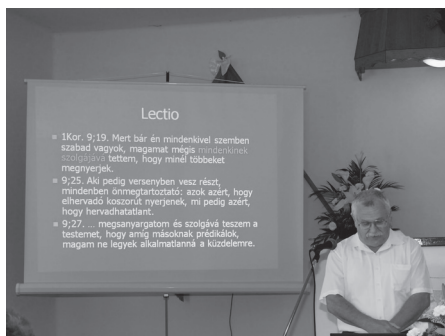 Lectio
1Kor. 9;19. Mert bár én mindenkivel szemben
szabad vagyok, magamat mégis mindenkinek
szolgájává tettem, hogy minél többeket
megnyerjek.
9;25. Aki pedig versenyben vesz részt,
mindenben önmegtartoztató: azok azért, hogy
elhervadó koszorút nyerjenek, mi pedig azért,
hogy hervadhatatlant.
9;27. ... megsanyargatom és szolgává teszem a
testemet, hogy amíg másoknak prédikálok,
magam ne legyek alkalmatlanná a küzdelemre.